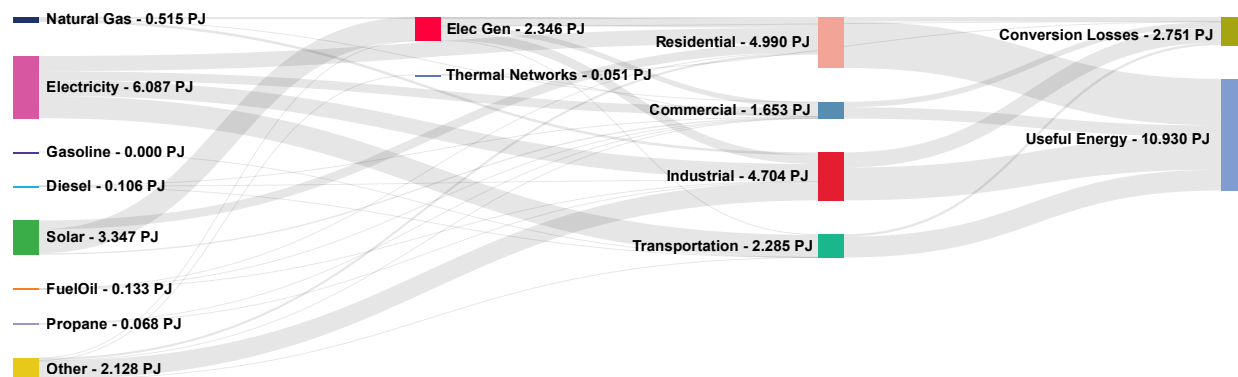 Natural Gas - 0.515 PJ
Electricity - 6.087 PJ
Gasoline - 0.000 PJ
Diesel - 0.106 PJ
Solar - 3.347 PJ
FuelOil - 0.133 PJ
Propane - 0.068 PJ
Other - 2.128 PJ
Elec Gen - 2.346 PJ
Thermal Networks - 0.051 PJ
Residential - 4.990 PJ
Commercial - 1.653 PJ
Industrial - 4.704 PJ
Transportation - 2.285 PJ
Conversion Losses - 2.751 PJ
Useful Energy - 10.930 PJ